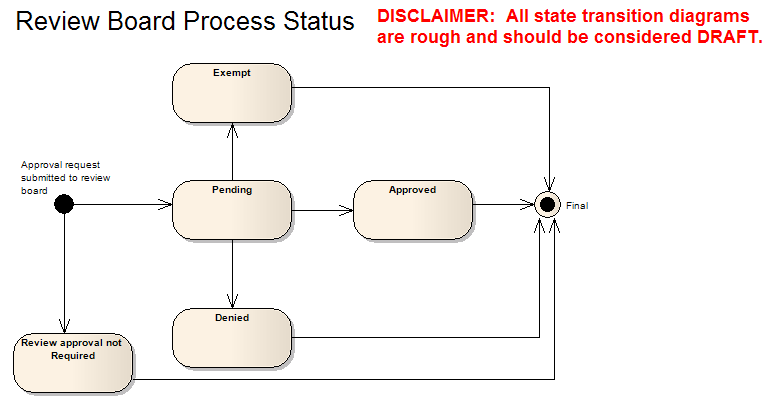 Review Board Process Status
DISCLAIMER:  All state transition diagrams
are rough and should be considered DRAFT.
Exempt
Approval request
submitted to review
board
Pending
Approved
Final
Denied
Review approval not
Required